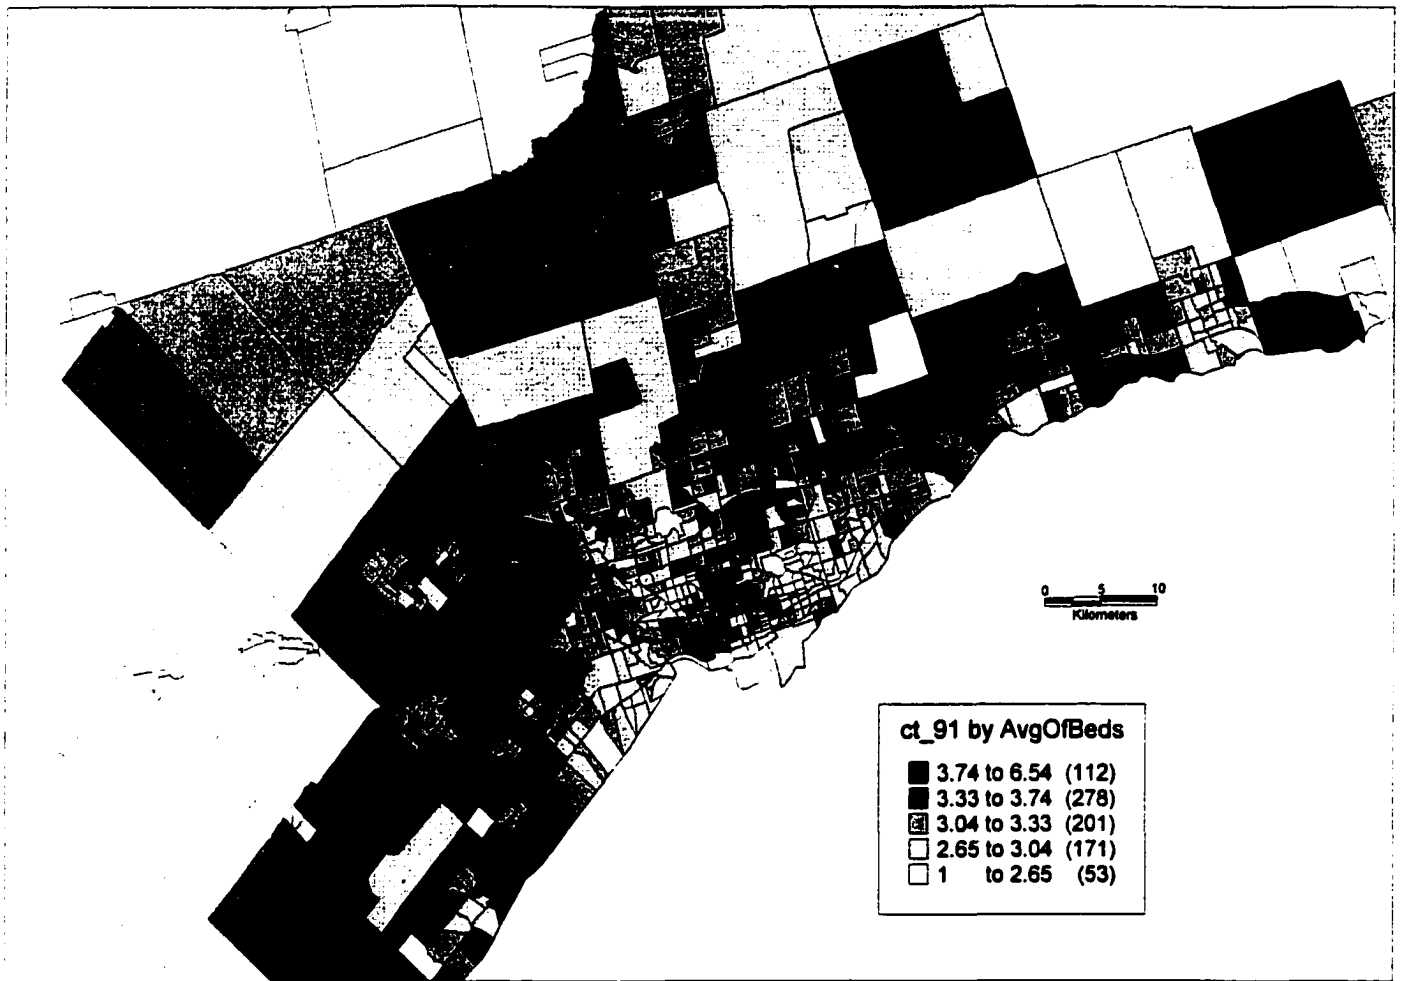 0 5 10
Kilometers
ct_91 by AvgOfBeds
3.74 to 6.54 (112)
3.33 to 3.74 (278)
3.04 to 3.33 (201)
2.65 to 3.04 (171)
1 to 2.65 (53)